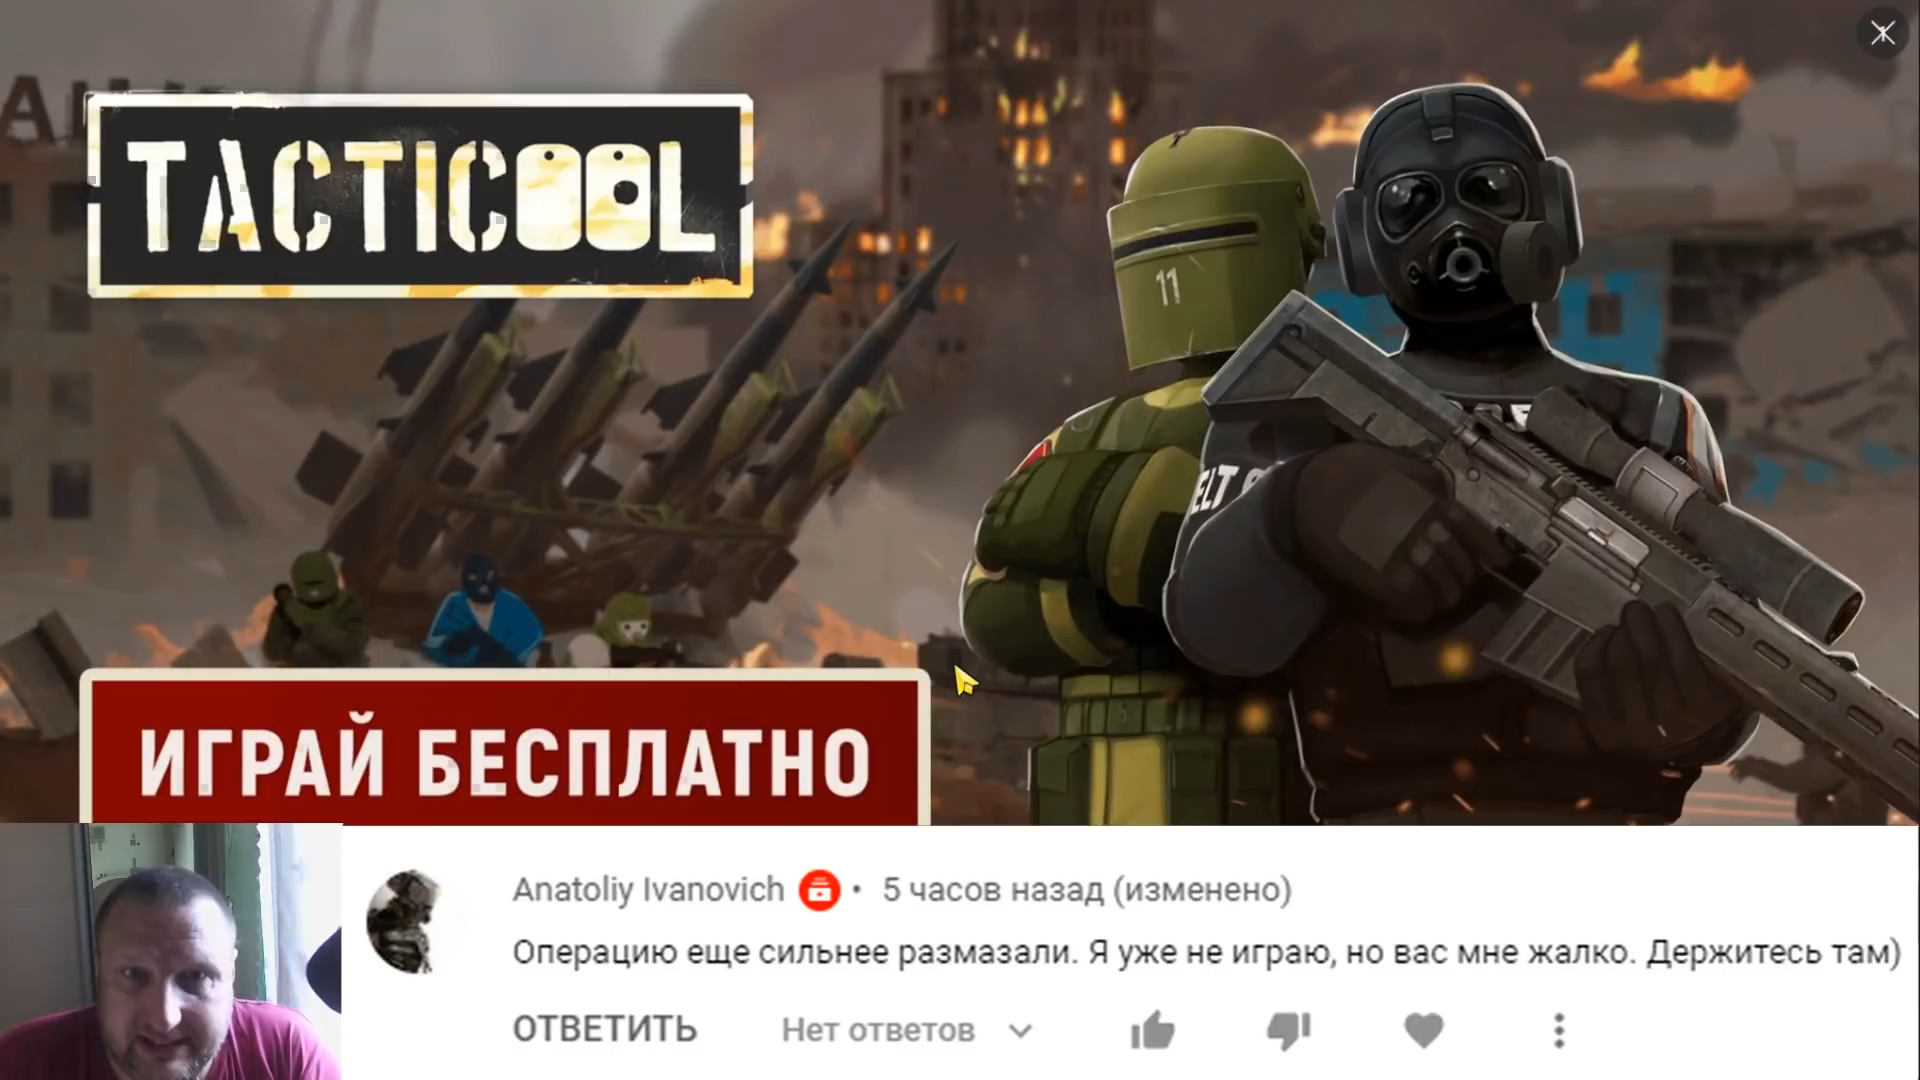 TACTICOOL
11
ELT
ИГРАЙ БЕСПЛАТНО
Anatoliy Ivanovich • 5 часов назад (изменено)
Операцию еще сильнее размазали. Я уже не играю, но вас мне жалко. Держитесь там)
ОТВЕТИТЬ Нет ответов